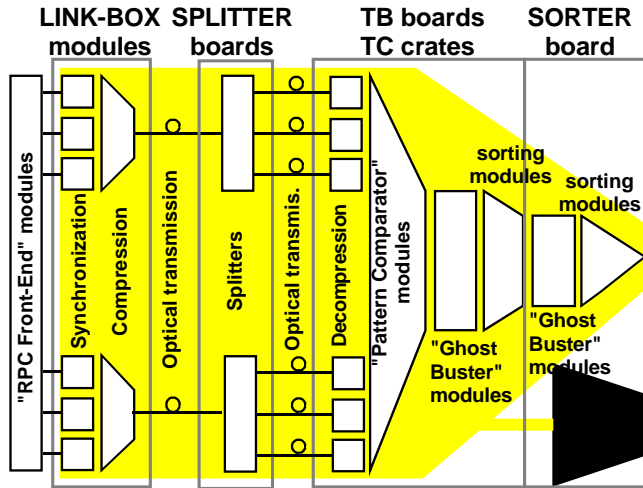 LINK-BOX SPLITTER TB boards SORTER
modules boards TC crates board
"RPC Front-End" modules
Synchronization
Compression
Optical transmission
Splitters
Optical transmis.
Decompression
"Pattern Comparator"
modules
sorting
modules
sorting
modules
"Ghost
Buster"
modules
"Ghost
Buster"
modules